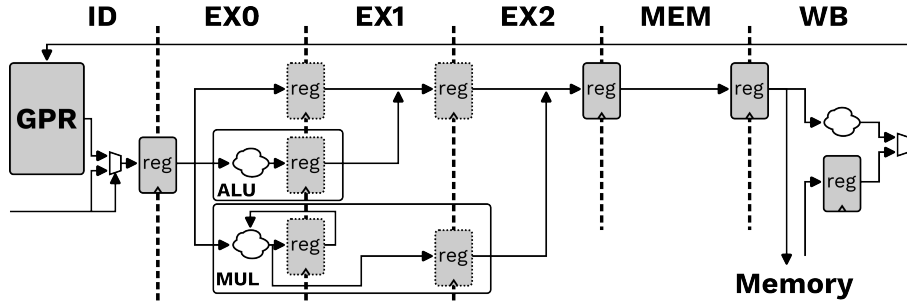 ID EX0 EX1 EX2 MEM WB
reg reg reg reg
GPR
reg reg
reg
ALU
reg
reg
MUL
Memory